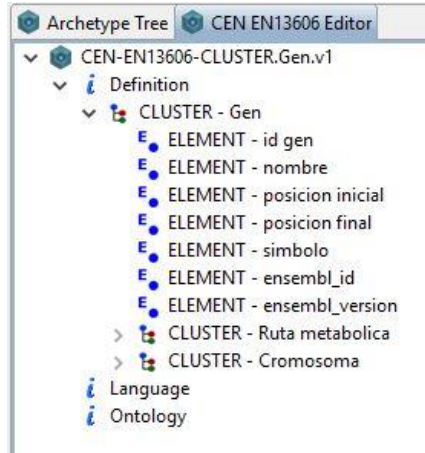 Archetype Tree CEN EN13606 Editor
CEN-EN13606-CLUSTER.Gen.v1
Definition
CLUSTER - Gen
ELEMENT - id gen
ELEMENT - nombre
ELEMENT - posicion inicial
ELEMENT - posicion final
ELEMENT - simbolo
ELEMENT - ensembl_id
ELEMENT - ensembl_version
CLUSTER - Ruta metabolica
CLUSTER - Cromosoma
Language
Ontology